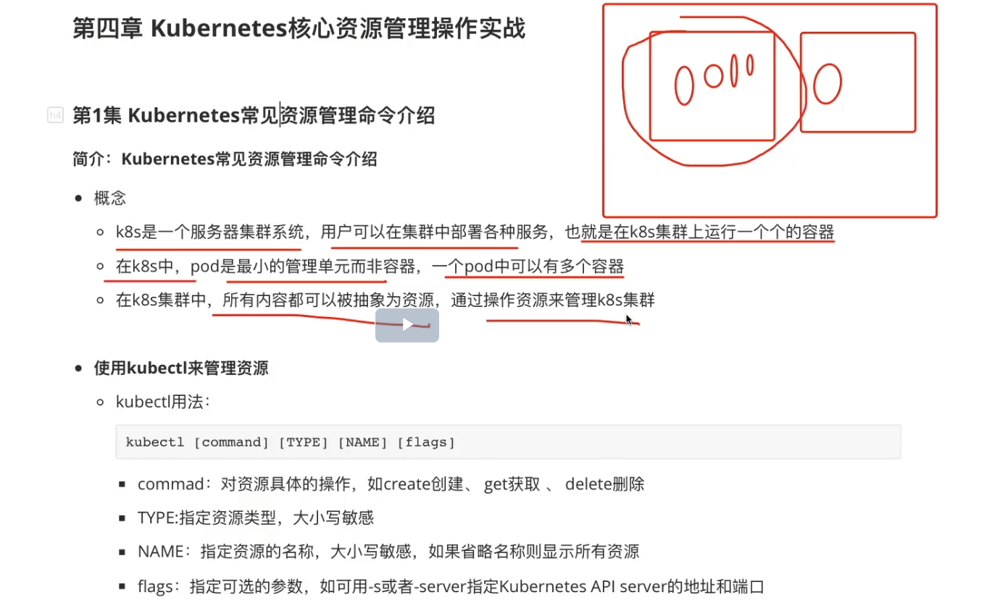 第四章 Kubernetes核心资源管理操作实战
h4
第1集 Kubernetes常见资源管理命令介绍
简介：Kubernetes常见资源管理命令介绍
概念
k8s是一个服务器集群系统，用户可以在集群中部署各种服务，也就是在k8s集群上运行一个个的容器
在k8s中，pod是最小的管理单元而非容器，一个pod中可以有多个容器
在k8s集群中，所有内容都可以被抽象为资源，通过操作资源来管理k8s集群
使用kubectl来管理资源
kubectl用法：
kubectl [command] [TYPE] [NAME] [flags]
commad：对资源具体的操作，如create创建、 get获取 、 delete删除
TYPE:指定资源类型，大小写敏感
NAME：指定资源的名称，大小写敏感，如果省略名称则显示所有资源
flags：指定可选的参数，如可用-s或者-server指定Kubernetes API server的地址和端口